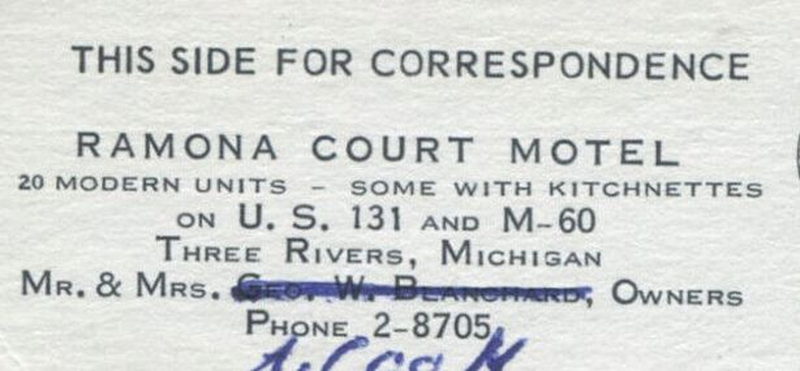 THIS SIDE FOR CORRESPONDENCE
RAMONA COURT MOTEL
20 MODERN UNITS – SOME WITH KITCHNETTES
ON U. S. 131 AND M-60
THREE RIVERS, MICHIGAN
MR. & MRS. GEO. W. BLANCHARD, OWNERS
PHONE 2-8705